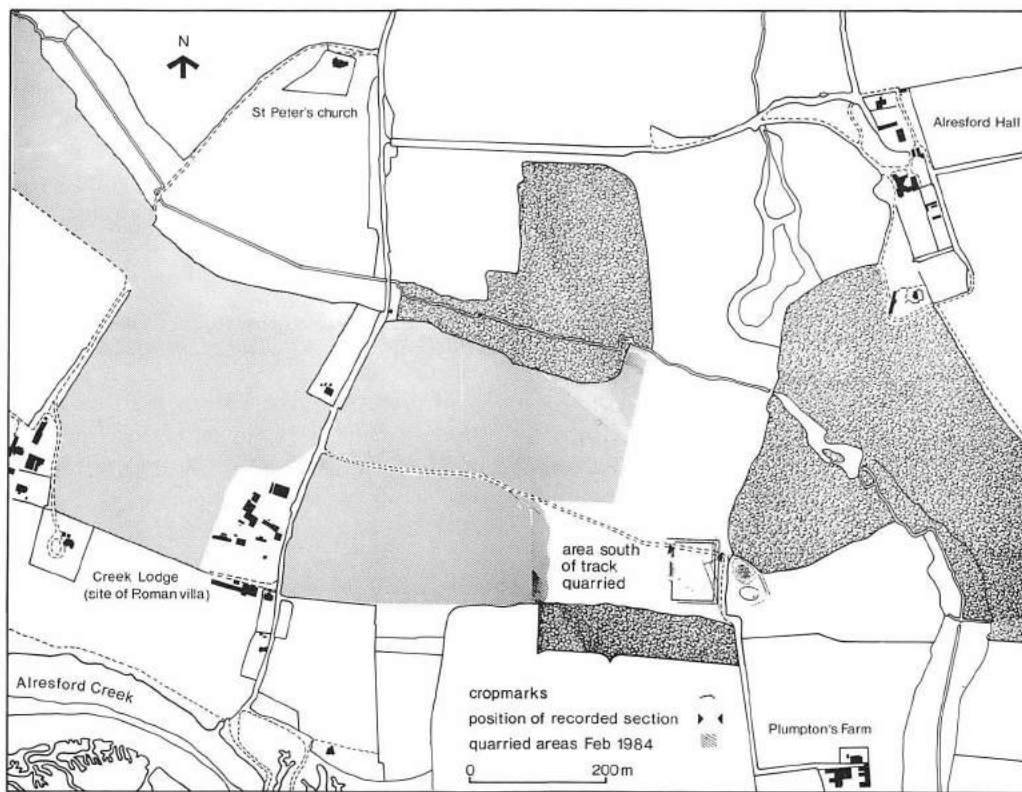 N
St Peter's church
Alresford Hall
area south
of track
quarried
Creek Lodge
(site of Roman villa)
Alresford Creek
cropmarks
position of recorded section
quarried areas Feb 1984
0 200m
Plumpton's Farm